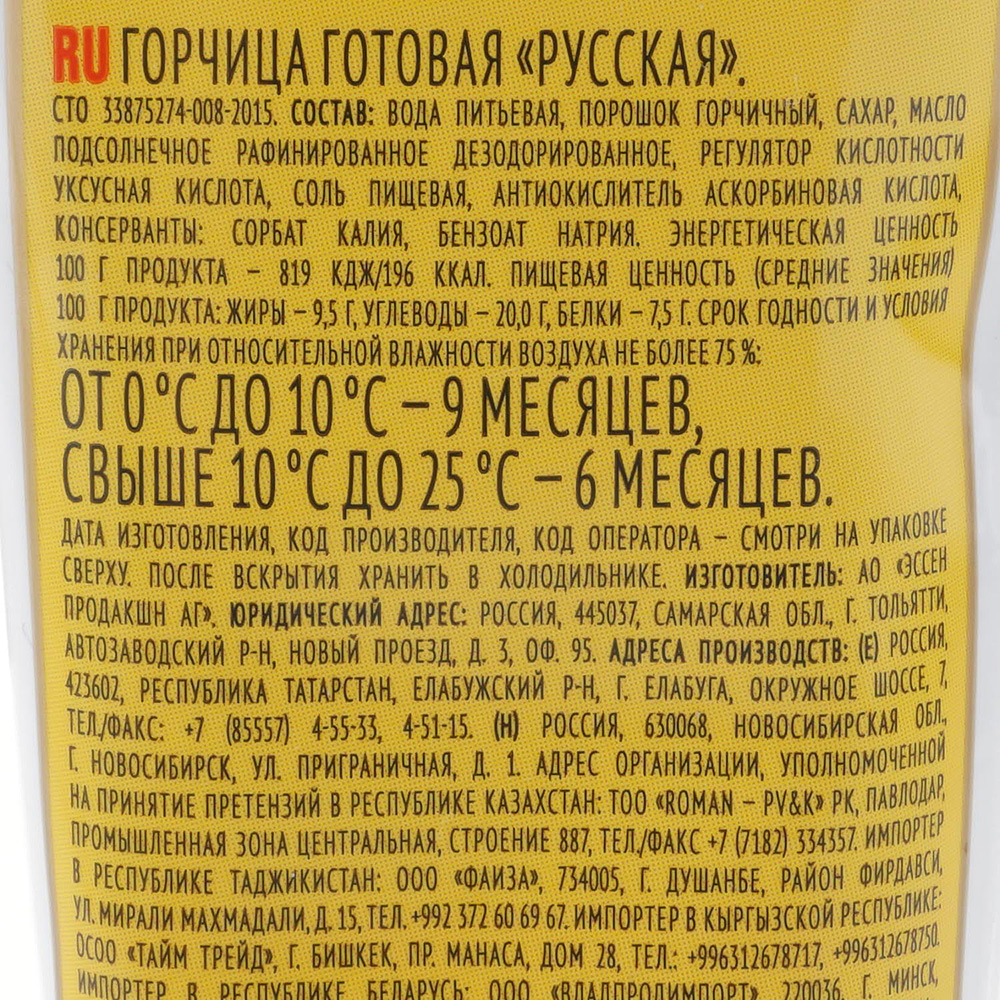 RU ГОРЧИЦА ГОТОВАЯ «РУССКАЯ».
СТО 33875274-008-2015. СОСТАВ: ВОДА ПИТЬЕВАЯ, ПОРОШОК ГОРЧИЧНЫЙ, САХАР, МАСЛО
ПОДСОЛНЕЧНОЕ РАФИНИРОВАННОЕ ДЕЗОДОРИРОВАННОЕ, РЕГУЛЯТОР КИСЛОТНОСТИ
УКСУСНАЯ КИСЛОТА, СОЛЬ ПИЩЕВАЯ, АНТИОКИСЛИТЕЛЬ АСКОРБИНОВАЯ КИСЛОТА,
КОНСЕРВАНТЫ: СОРБАТ КАЛИЯ, БЕНЗОАТ НАТРИЯ. ЭНЕРГЕТИЧЕСКАЯ ЦЕННОСТЬ
100 Г ПРОДУКТА – 819 КДЖ/196 ККАЛ. ПИЩЕВАЯ ЦЕННОСТЬ (СРЕДНИЕ ЗНАЧЕНИЯ)
100 Г ПРОДУКТА: ЖИРЫ – 9,5 Г, УГЛЕВОДЫ – 20,0 Г, БЕЛКИ – 7,5 Г. СРОК ГОДНОСТИ И УСЛОВИЯ
ХРАНЕНИЯ ПРИ ОТНОСИТЕЛЬНОЙ ВЛАЖНОСТИ ВОЗДУХА НЕ БОЛЕЕ 75 %:
ОТ 0 °С ДО 10 °С – 9 МЕСЯЦЕВ,
СВЫШЕ 10 °С ДО 25 °С – 6 МЕСЯЦЕВ.
ДАТА ИЗГОТОВЛЕНИЯ, КОД ПРОИЗВОДИТЕЛЯ, КОД ОПЕРАТОРА – СМОТРИ НА УПАКОВКЕ
СВЕРХУ. ПОСЛЕ ВСКРЫТИЯ ХРАНИТЬ В ХОЛОДИЛЬНИКЕ. ИЗГОТОВИТЕЛЬ: АО «ЭССЕН
ПРОДАКШН АГ». ЮРИДИЧЕСКИЙ АДРЕС: РОССИЯ, 445037, САМАРСКАЯ ОБЛ., Г. ТОЛЬЯТТИ,
АВТОЗАВОДСКИЙ Р-Н, НОВЫЙ ПРОЕЗД, Д. 3, ОФ. 95. АДРЕСА ПРОИЗВОДСТВ: (Е) РОССИЯ,
423602, РЕСПУБЛИКА ТАТАРСТАН, ЕЛАБУЖСКИЙ Р-Н, Г. ЕЛАБУГА, ОКРУЖНОЕ ШОССЕ, 7,
ТЕЛ./ФАКС: +7 (85557) 4-55-33, 4-51-15. (Н) РОССИЯ, 630068, НОВОСИБИРСКАЯ ОБЛ.,
Г. НОВОСИБИРСК, УЛ. ПРИГРАНИЧНАЯ, Д. 1. АДРЕС ОРГАНИЗАЦИИ, УПОЛНОМОЧЕННОЙ
НА ПРИНЯТИЕ ПРЕТЕНЗИЙ В РЕСПУБЛИКЕ КАЗАХСТАН: ТОО «ROMAN – PV&K» РК, ПАВЛОДАР,
ПРОМЫШЛЕННАЯ ЗОНА ЦЕНТРАЛЬНАЯ, СТРОЕНИЕ 887, ТЕЛ./ФАКС +7 (7182) 334357. ИМПОРТЕР
В РЕСПУБЛИКЕ ТАДЖИКИСТАН: ООО «ФАИЗА», 734005, Г. ДУШАНБЕ, РАЙОН ФИРДАВСИ,
УЛ. МИРАЛИ МАХМАДАЛИ, Д. 15, ТЕЛ. +992 372 60 69 67. ИМПОРТЕР В КЫРГЫЗСКОЙ РЕСПУБЛИКЕ:
ОСОО «ТАЙМ ТРЕЙД», Г. БИШКЕК, ПР. МАНАСА, ДОМ 28, ТЕЛ.: +996312678717, +996312678750.
ИМПОРТЕР В РЕСПУБЛИКЕ БЕЛАРУСЬ: ООО «ВЛАДПРОДИМПОРТ», 220036, Г. МИНСК,